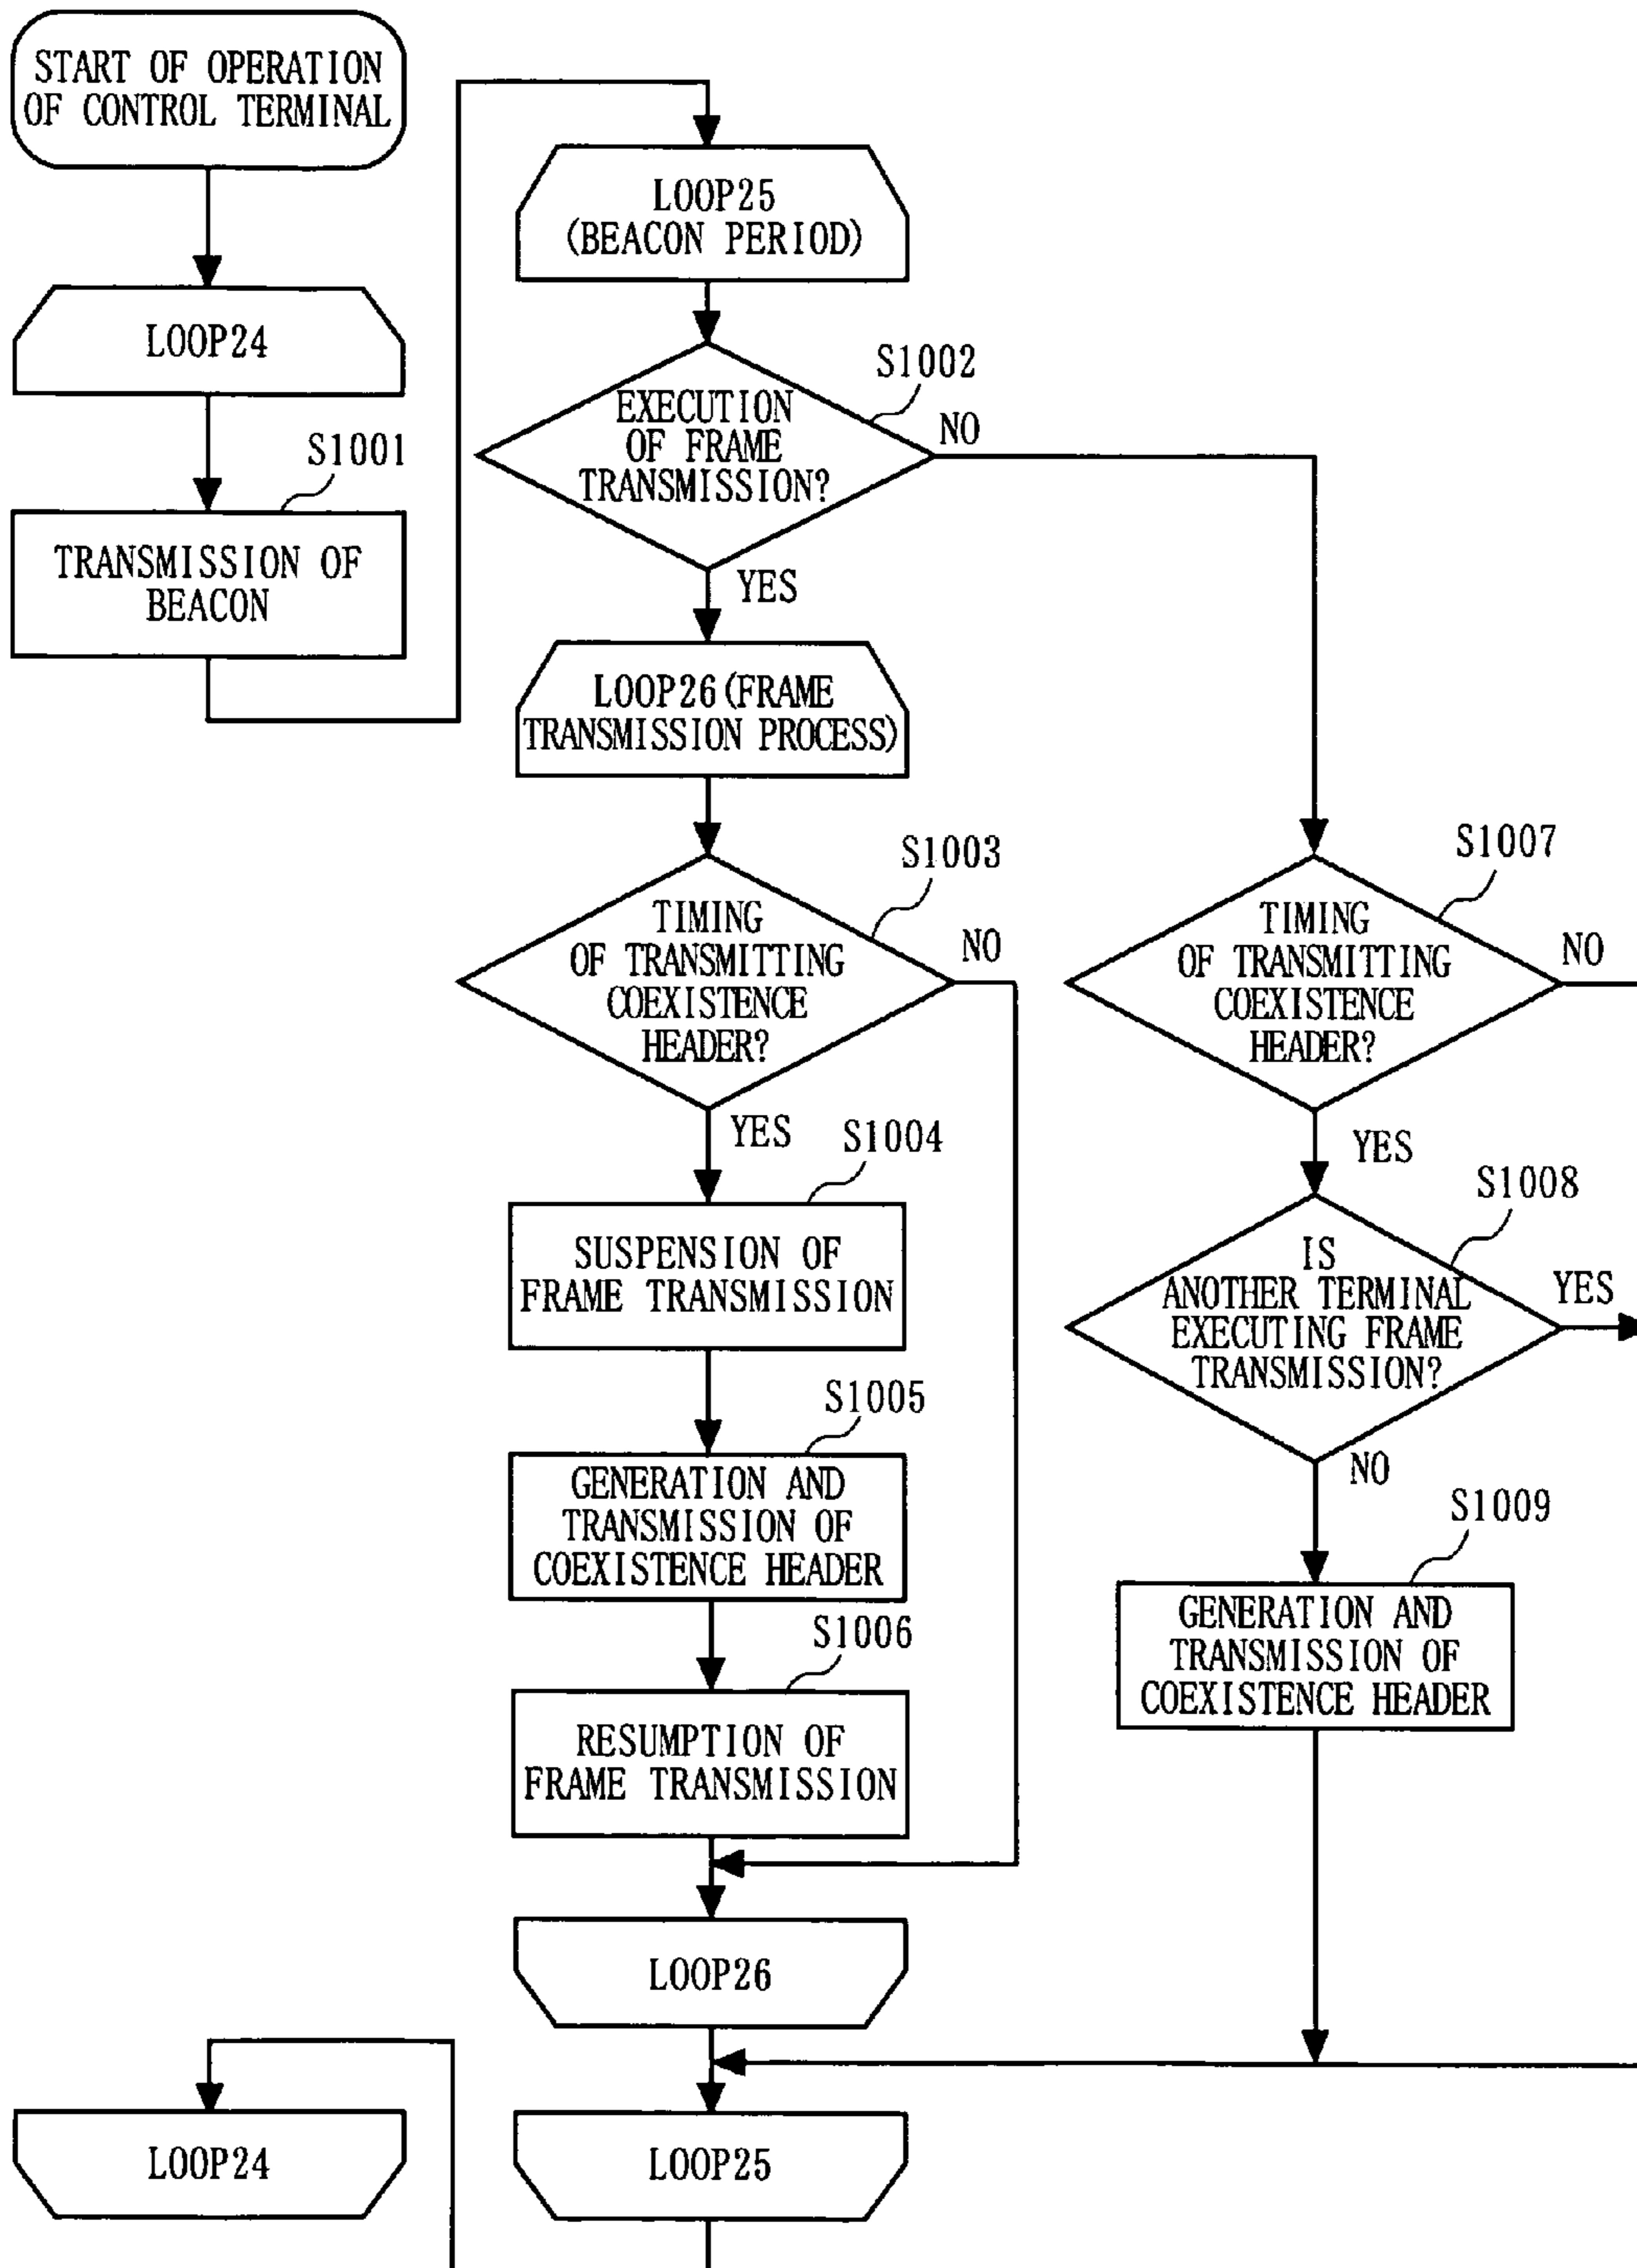 START OF OPERATION
OF CONTROL TERMINAL
LOOP24
S1001
TRANSMISSION OF
BEACON
LOOP25
(BEACON PERIOD)
S1002
EXECUTION
OF FRAME
TRANSMISSION?
NO
YES
LOOP26(FRAME
TRANSMISSION PROCESS)
S1003
TIMING
OF TRANSMITTING
COEXISTENCE
HEADER?
NO
YES
S1004
SUSPENSION OF
FRAME TRANSMISSION
S1005
GENERATION AND
TRANSMISSION OF
COEXISTENCE HEADER
S1006
RESUMPTION OF
FRAME TRANSMISSION
LOOP26
S1007
TIMING
OF TRANSMITTING
COEXISTENCE
HEADER?
NO
YES
S1008
IS
ANOTHER TERMINAL
EXECUTING FRAME
TRANSMISSION?
YES
NO
S1009
GENERATION AND
TRANSMISSION OF
COEXISTENCE HEADER
LOOP25
LOOP24